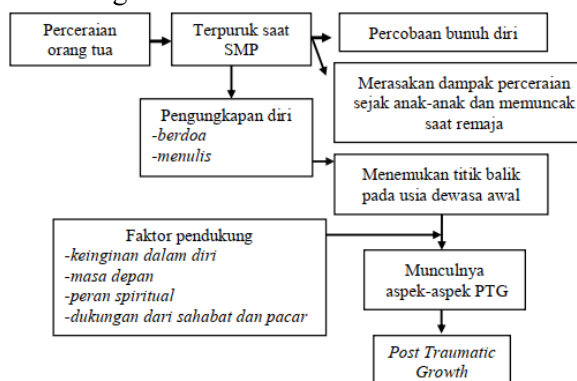 Perceraian
orang tua
Terpuruk saat
SMP
Percobaan bunuh diri
Merasakan dampak perceraian
sejak anak-anak dan memuncak
saat remaja
Pengungkapan diri
-berdoa
-menulis
Menemukan titik balik
pada usia dewasa awal
Faktor pendukung
-keinginan dalam diri
-masa depan
-peran spiritual
-dukungan dari sahabat dan pacar
Munculnya
aspek-aspek PTG
Post Traumatic
Growth